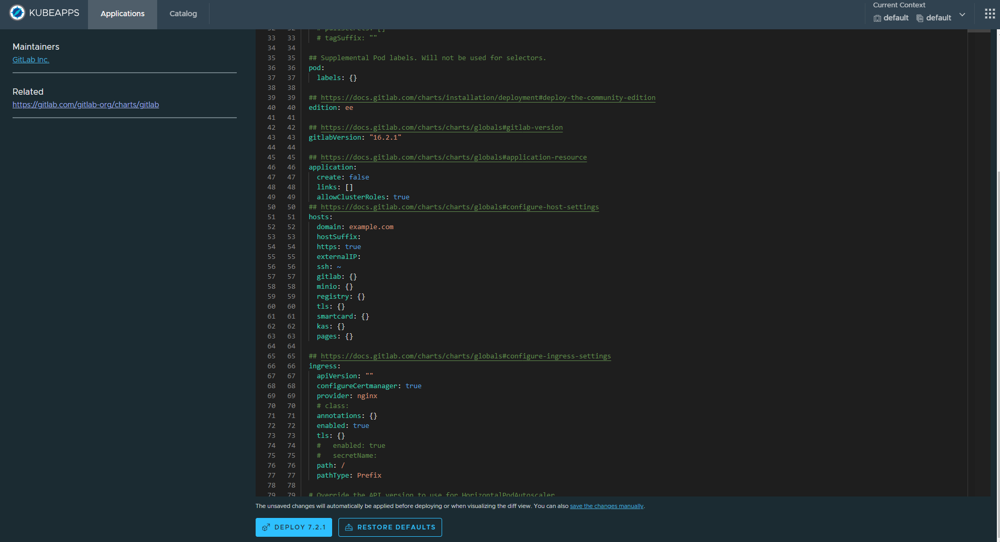 KUBEAPPS
Applications
Catalog
Current Context
default default
Maintainers
GitLab Inc.
Related
https://gitlab.com/gitlab-org/charts/gitlab
32 32 # pullSecrets: []
33 33 # tagSuffix: ""
34 34
35 35 ## Supplemental Pod labels. Will not be used for selectors.
36 36 pod:
37 37 labels: {}
38 38
39 39 ## https://docs.gitlab.com/charts/installation/deployment#deploy-the-community-edition
40 40 edition: ee
41 41
42 42 ## https://docs.gitlab.com/charts/charts/globals#gitlab-version
43 43 gitlabVersion: "16.2.1"
44 44
45 45 ## https://docs.gitlab.com/charts/charts/globals#application-resource
46 46 application:
47 47 create: false
48 48 links: []
49 49 allowClusterRoles: true
50 50 ## https://docs.gitlab.com/charts/charts/globals#configure-host-settings
51 51 hosts:
52 52 domain: example.com
53 53 hostSuffix:
54 54 https: true
55 55 externalIP:
56 56 ssh: ~
57 57 gitlab: {}
58 58 minio: {}
59 59 registry: {}
60 60 tls: {}
61 61 smartcard: {}
62 62 kas: {}
63 63 pages: {}
64 64
65 65 ## https://docs.gitlab.com/charts/charts/globals#configure-ingress-settings
66 66 ingress:
67 67 apiVersion: ""
68 68 configureCertmanager: true
69 69 provider: nginx
70 70 # class:
71 71 annotations: {}
72 72 enabled: true
73 73 tls: {}
74 74 # enabled: true
75 75 # secretName:
76 76 path: /
77 77 pathType: Prefix
78 78
79 79 # Override the API version to use for HorizontalPodAutoscaler
The unsaved changes will automatically be applied before deploying or when visualizing the diff view. You can also save the changes manually.
DEPLOY 7.2.1
RESTORE DEFAULTS